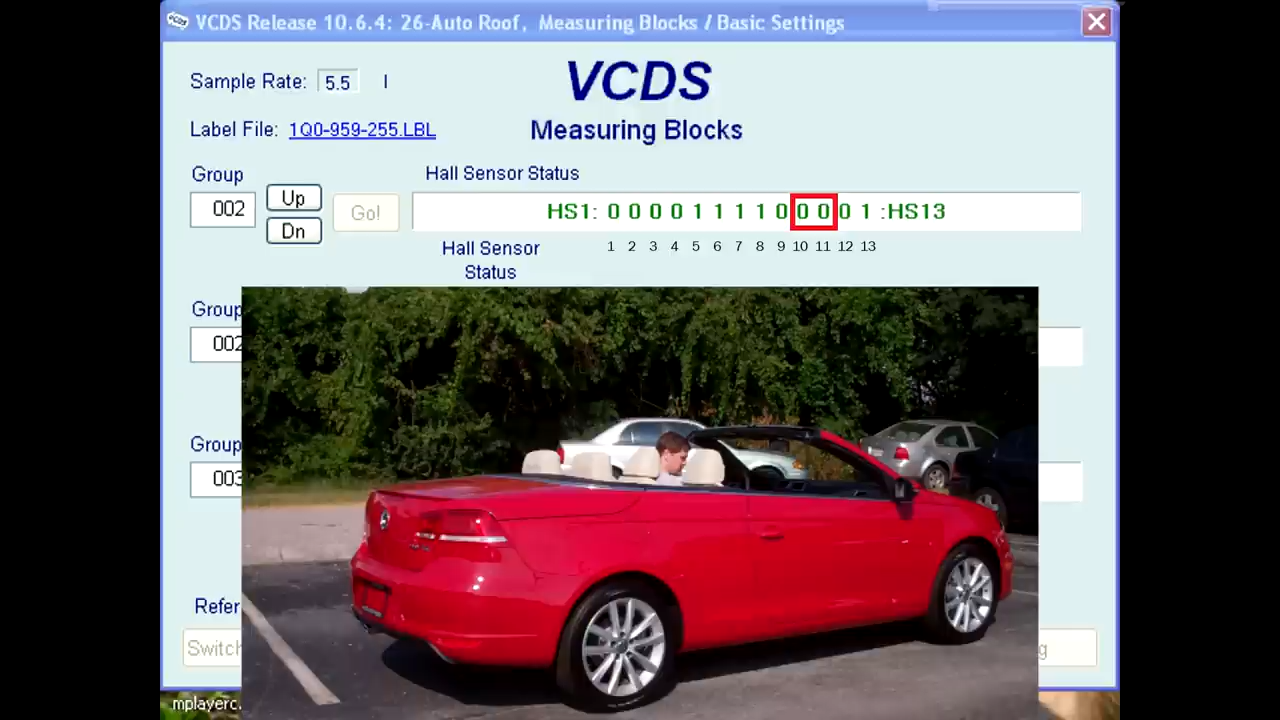 VCDS Release 10.6.4: 26-Auto Roof, Measuring Blocks / Basic Settings
Sample Rate: 5.5
VCDS
Label File: 1Q0-959-255.LBL
Measuring Blocks
Group
Hall Sensor Status
002
Up
Dn
Go!
HS1: 0 0 0 0 1 1 1 1 0 0 0 0 1 :HS13
Hall Sensor
Status
1 2 3 4 5 6 7 8 9 10 11 12 13
Group
002
Group
003
Refer
Switch
g
mplayerc.